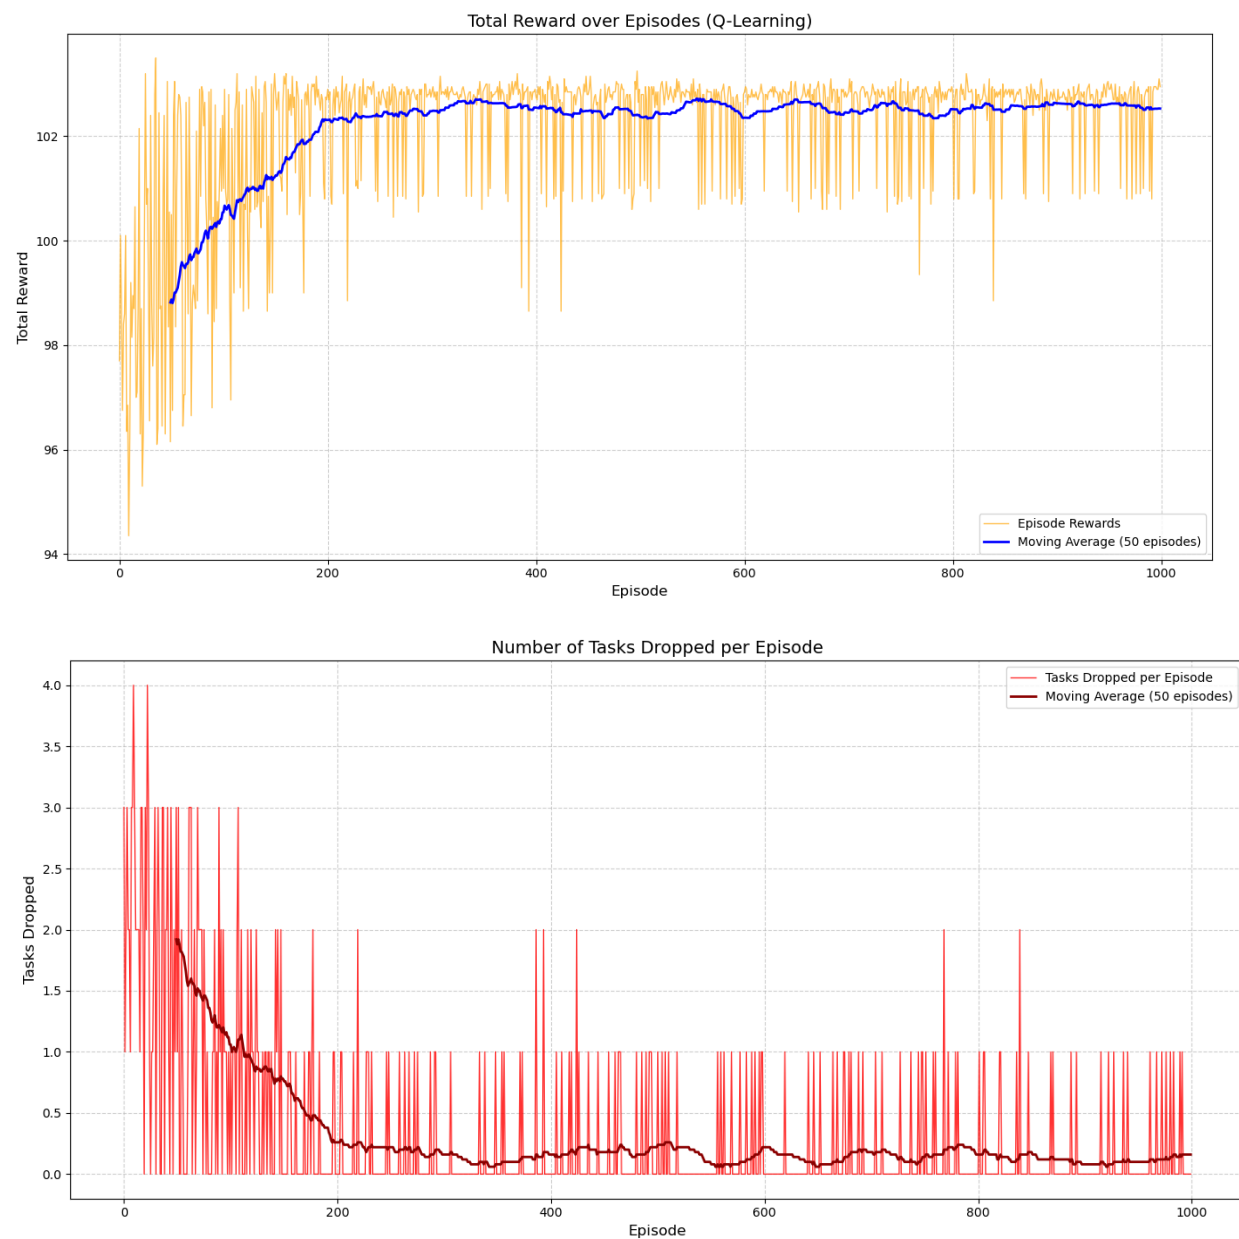 Total Reward over Episodes (Q-Learning)
Total Reward
102
100
98
96
94
0
200
400
600
800
1000
Episode
Episode Rewards
Moving Average (50 episodes)
Number of Tasks Dropped per Episode
Tasks Dropped
4.0
3.5
3.0
2.5
2.0
1.5
1.0
0.5
0.0
0
200
400
600
800
1000
Episode
Tasks Dropped per Episode
Moving Average (50 episodes)